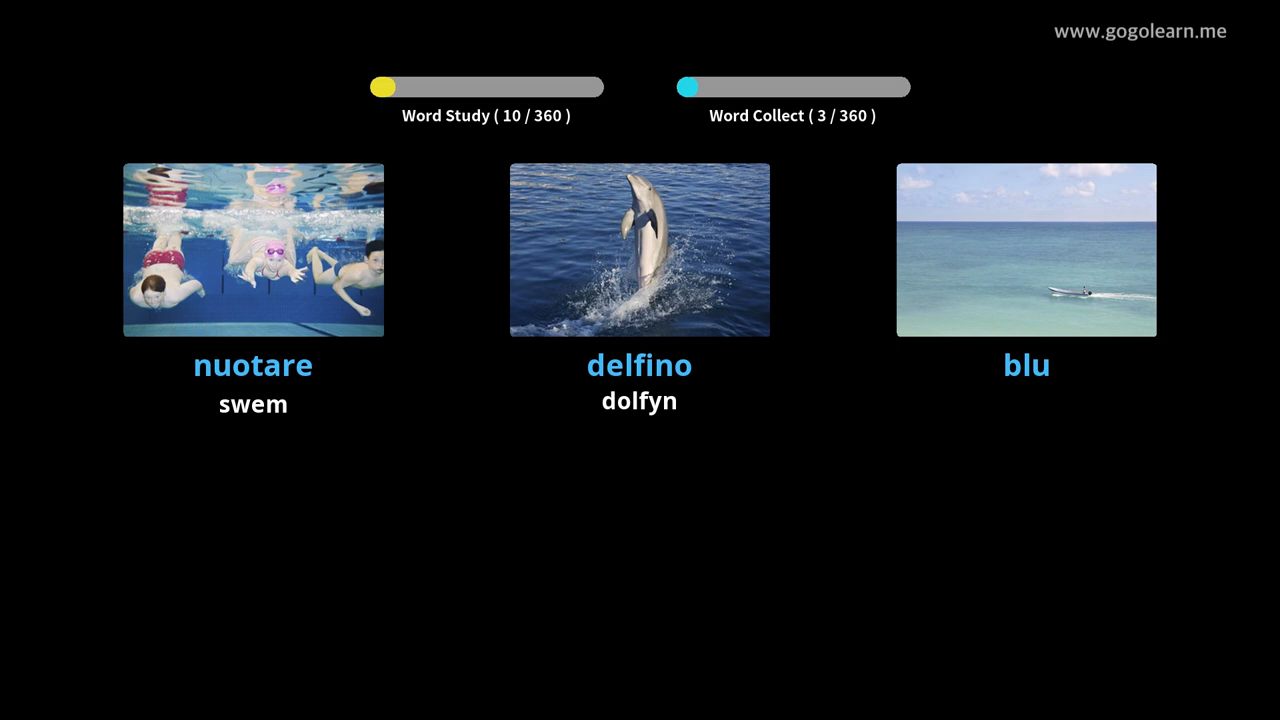 www.gogolearn.me
Word Study ( 10 / 360 )
Word Collect ( 3 / 360 )
nuotare
swem
delfino
dolfyn
blu